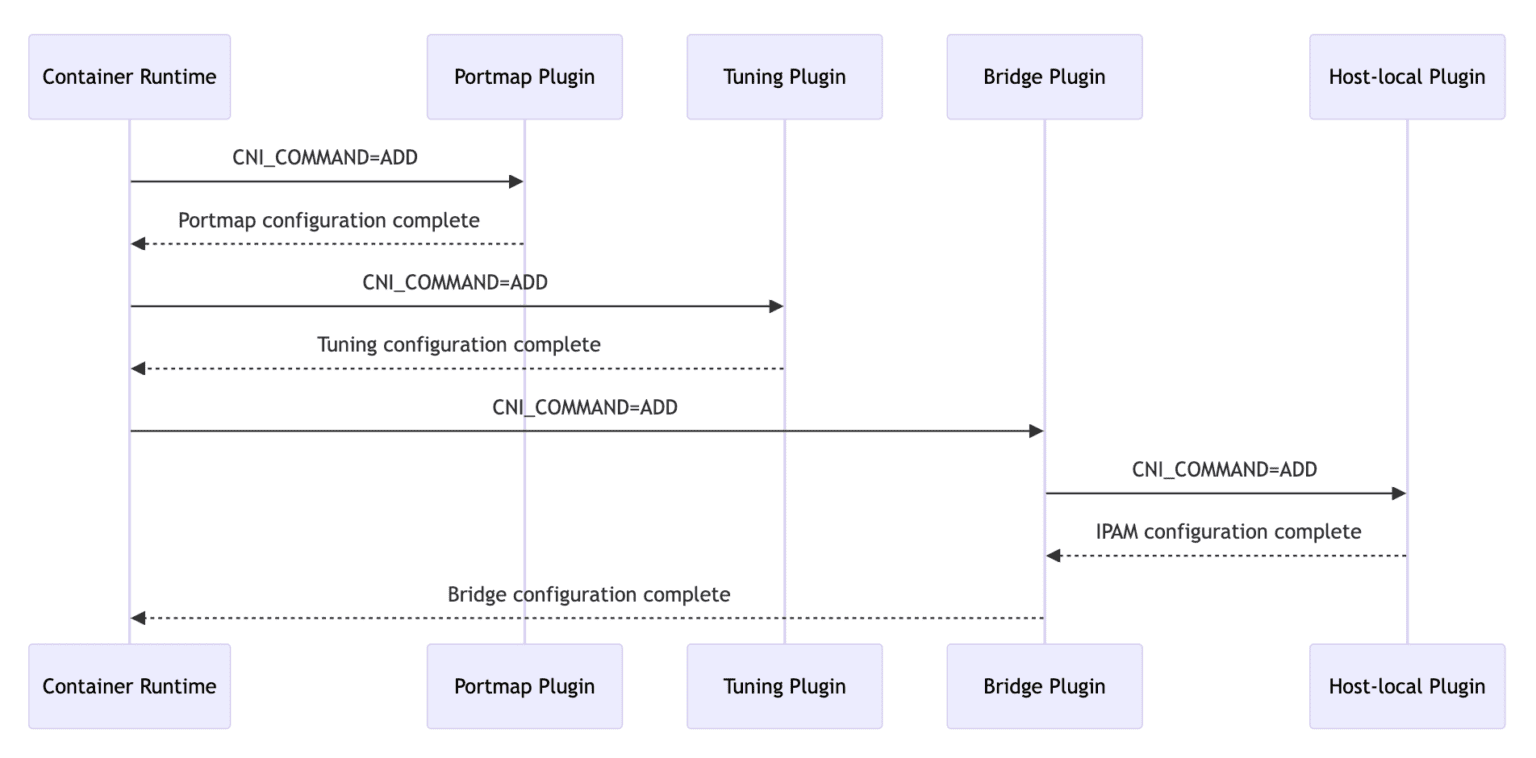 Container Runtime
Portmap Plugin
Tuning Plugin
Bridge Plugin
Host-local Plugin
CNI_COMMAND=ADD
Portmap configuration complete
CNI_COMMAND=ADD
Tuning configuration complete
CNI_COMMAND=ADD
CNI_COMMAND=ADD
IPAM configuration complete
Bridge configuration complete
Container Runtime
Portmap Plugin
Tuning Plugin
Bridge Plugin
Host-local Plugin